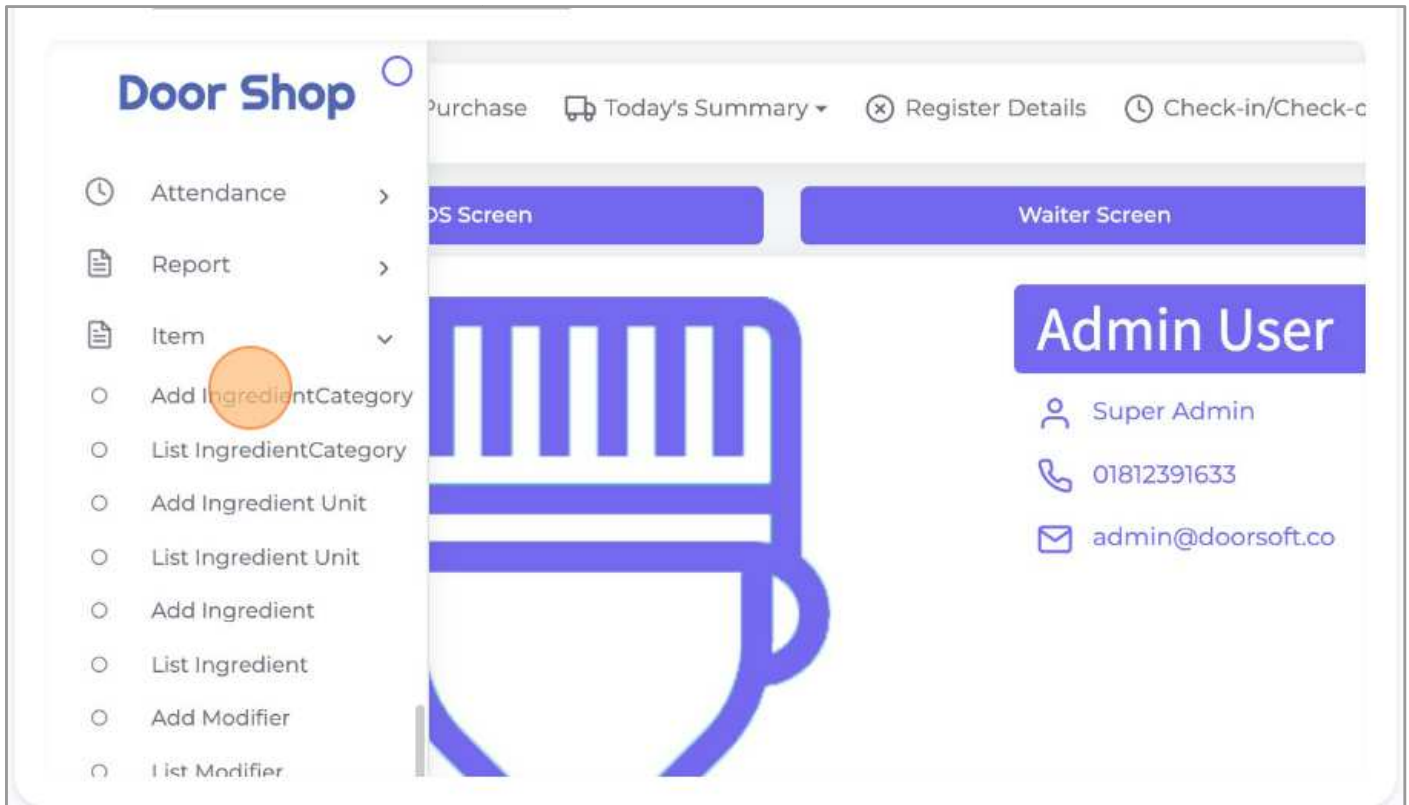 Door Shop
Purchase Today's Summary Register Details Check-in/Check-
Attendance
Screen
Waiter Screen
Report
Admin User
Item
Add IngredientCategory
Super Admin
List IngredientCategory
01812391633
Add Ingredient Unit
admin@doorsoft.co
List Ingredient Unit
Add Ingredient
List Ingredient
Add Modifier
List Modifier